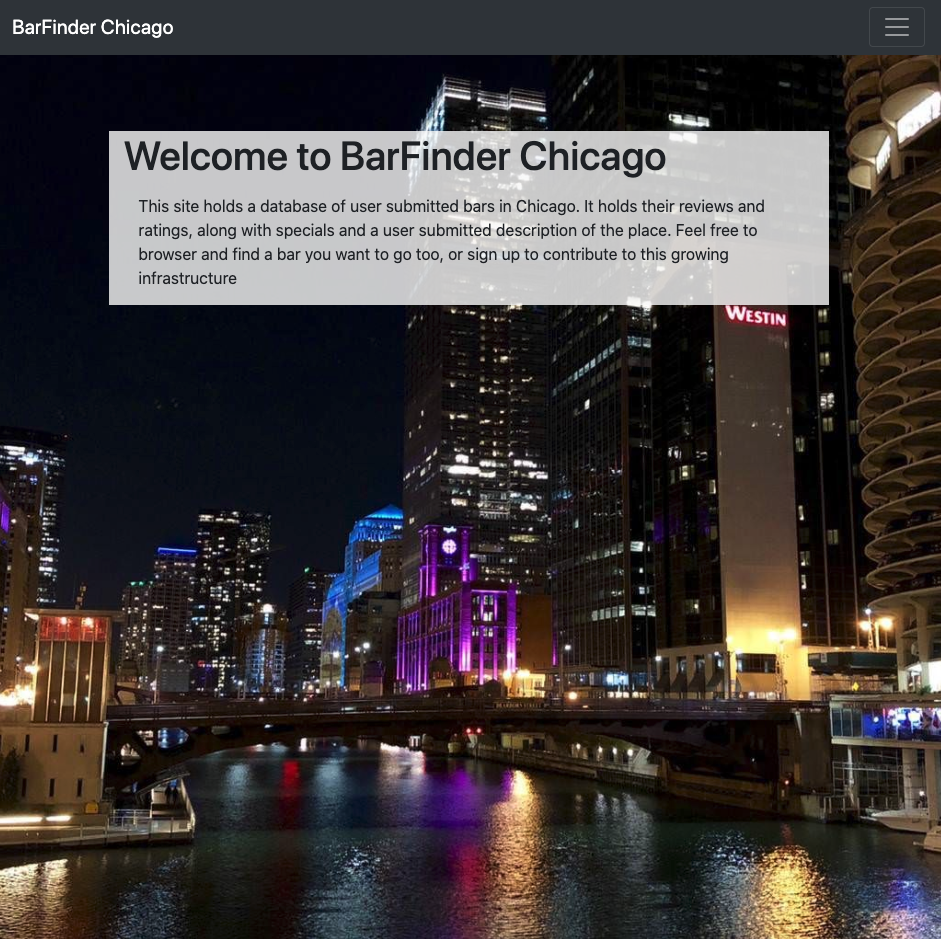 BarFinder Chicago
Welcome to BarFinder Chicago
This site holds a database of user submitted bars in Chicago. It holds their reviews and
ratings, along with specials and a user submitted description of the place. Feel free to
browser and find a bar you want to go too, or sign up to contribute to this growing
infrastructure
WESTIN